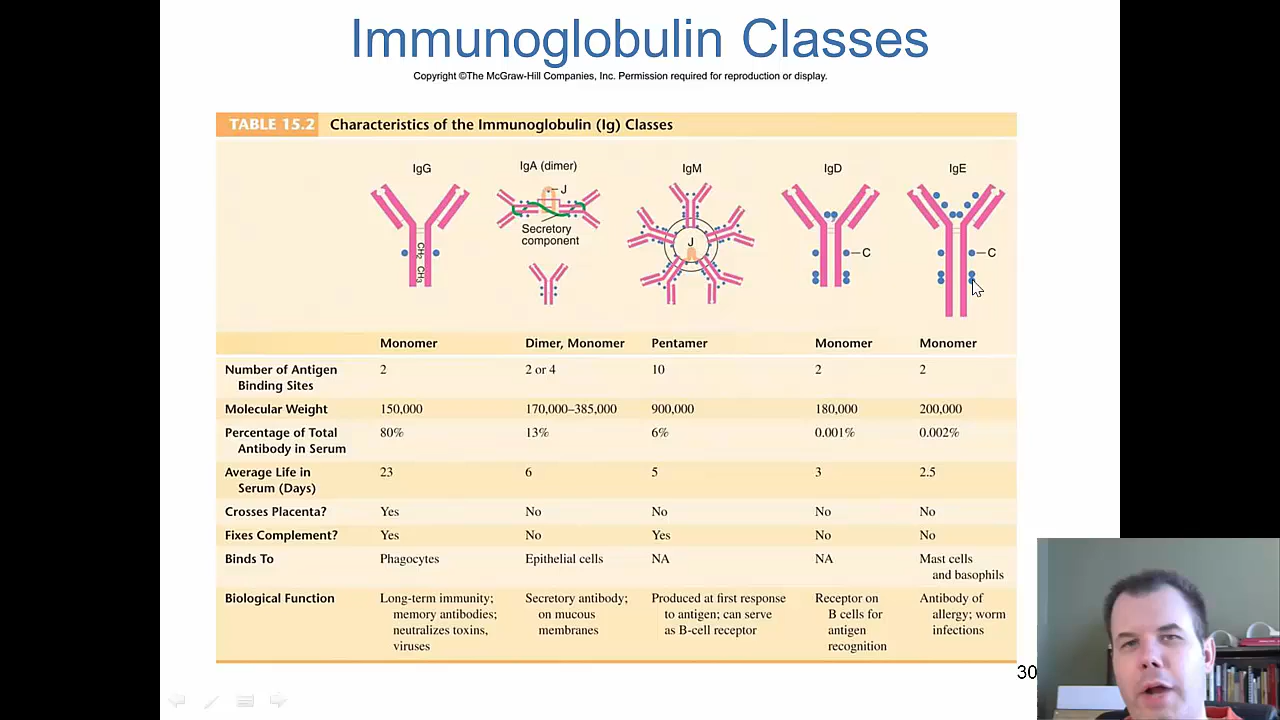 Immunoglobulin Classes
Copyright ©The McGraw-Hill Companies, Inc. Permission required for reproduction or display.
TABLE 15.2 Characteristics of the Immunoglobulin (Ig) Classes
IgG IgA (dimer) IgM IgD IgE
J
Secretory
component
J
C
C
CH2 CH3
Monomer Dimer, Monomer Pentamer Monomer Monomer
Number of Antigen 2 2 or 4 10 2 2
Binding Sites
Molecular Weight 150,000 170,000–385,000 900,000 180,000 200,000
Percentage of Total 80% 13% 6% 0.001% 0.002%
Antibody in Serum
Average Life in 23 6 5 3 2.5
Serum (Days)
Crosses Placenta? Yes No No No No
Fixes Complement? Yes No Yes No No
Binds To Phagocytes Epithelial cells NA NA Mast cells
and basophils
Biological Function Long-term immunity; Secretory antibody; Produced at first response Receptor on Antibody of
memory antibodies; on mucous to antigen; can serve B cells for allergy; worm
neutralizes toxins, membranes as B-cell receptor antigen infections
viruses recognition
30